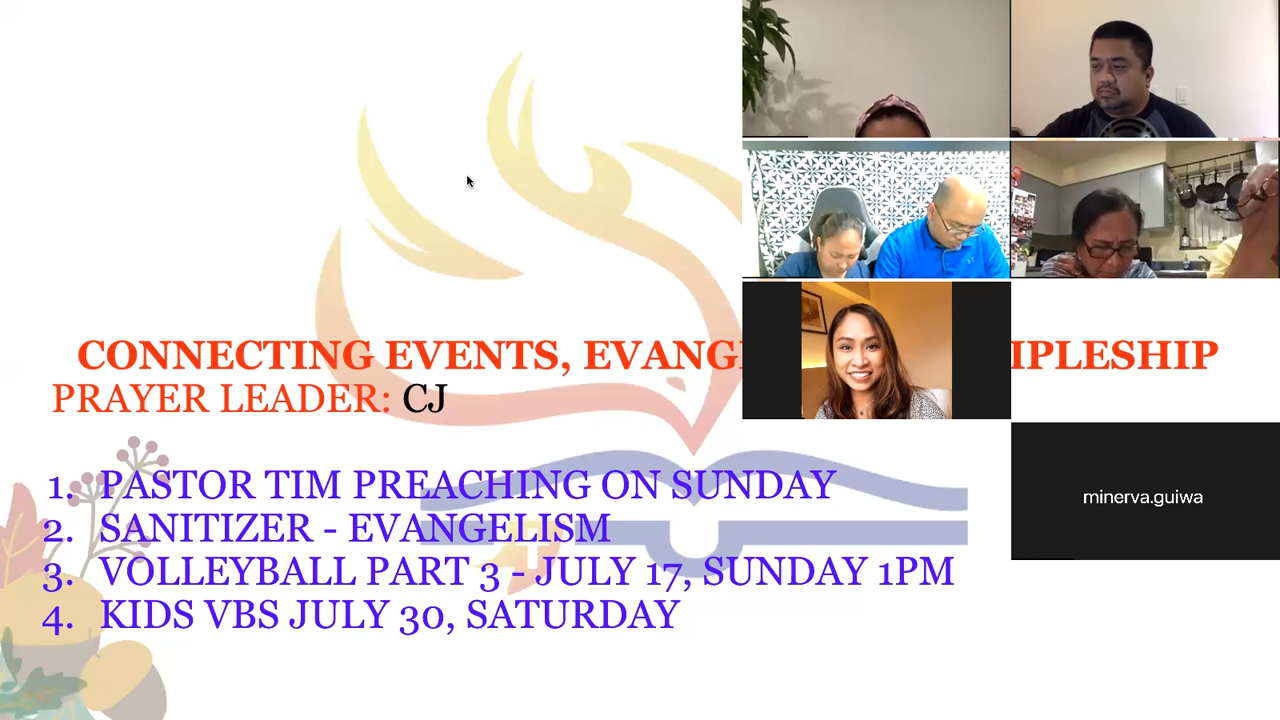 CONNECTING EVENTS, EVANG IPLESHIP
PRAYER LEADER: CJ
1. PASTOR TIM PREACHING ON SUNDAY
2. SANITIZER - EVANGELISM
3. VOLLEYBALL PART 3 - JULY 17, SUNDAY 1PM
4. KIDS VBS JULY 30, SATURDAY
minerva.guiwa